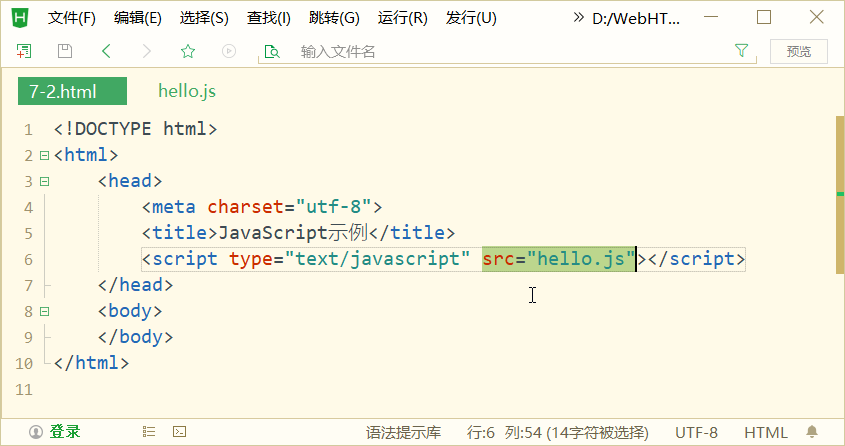 H 文件(F) 编辑(E) 选择(S) 查找(I) 跳转(G) 运行(R) 发行(U) » D:/WebHT...
输入文件名 预览
7-2.html hello.js
1 <!DOCTYPE html>
2 <html>
3 <head>
4 <meta charset="utf-8">
5 <title>JavaScript示例</title>
6 <script type="text/javascript" src="hello.js"></script>
7 </head>
8 <body>
9 </body>
10 </html>
11
登录 语法提示库 行:6 列:54 (14字符被选择) UTF-8 HTML